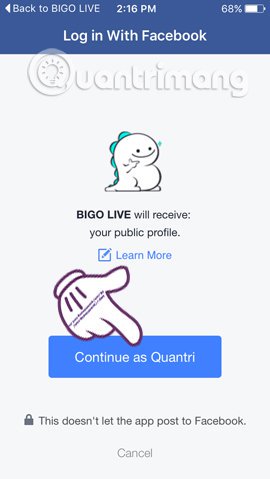 Back to BIGO LIVE 2:16 PM 68%
Log in With Facebook
Quantrimang
BIGO LIVE will receive:
your public profile.
Learn More
Continue as Quantri
This doesn't let the app post to Facebook.
Cancel